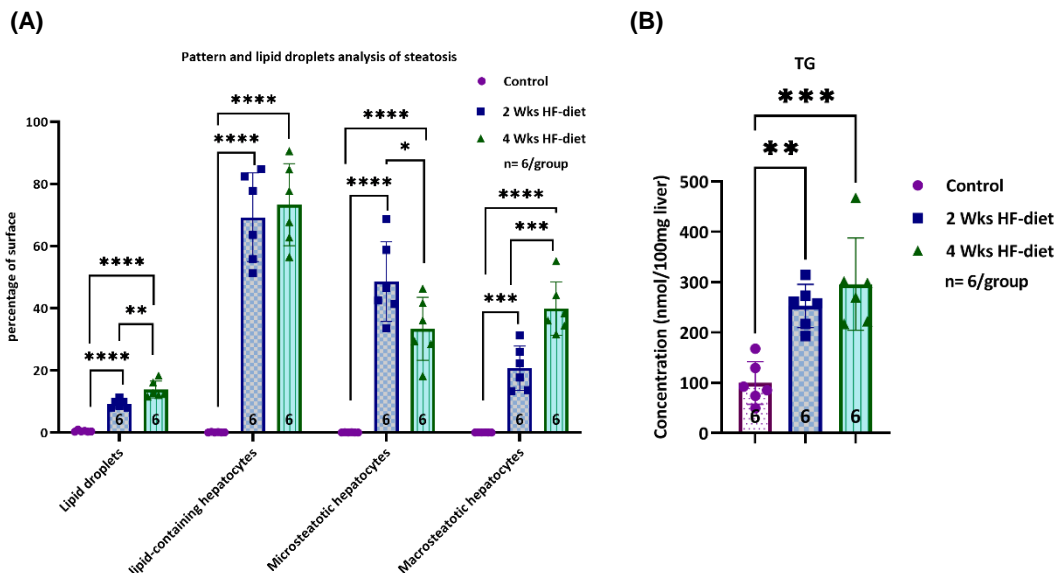 (A)
Pattern and lipid droplets analysis of steatosis
Control
2 Wks HF-diet
4 Wks HF-diet
n= 6/group
percentage of surface
100
80
60
40
20
0
****
**
****
****
****
****
*
****
****
***
***
6
6
6
6
6
6
6
6
Lipid droplets
lipid-containing hepatocytes
Microsteatotic hepatocytes
Macrosteatotic hepatocytes
(B)
TG
***
**
Concentration (nmol/100mg liver)
500
400
300
200
100
0
6
6
6
Control
2 Wks HF-diet
4 Wks HF-diet
n= 6/group